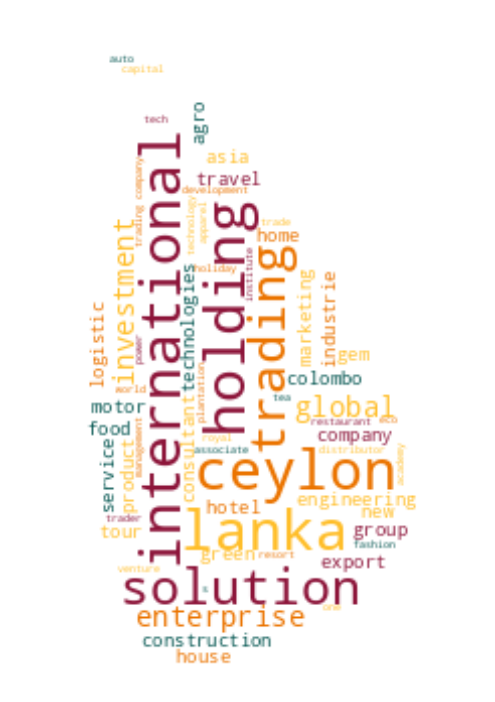 auto
capital
tech
agro
asia
travel
trading company
development
international
holding
technology
apparel
trade
home
investment
trading
institute
holiday
technologies
marketing
industrie
logistic
power
gem
colombo
plantation
world
tea
motor
global
food
restaurant
eco
royal
company
consultant
management
product
service
associate
distributor
academy
ceylon
engineering
hotel
new
trader
lanka
tour
group
fashion
green
resort
export
venture
solution
s
one
enterprise
construction
house